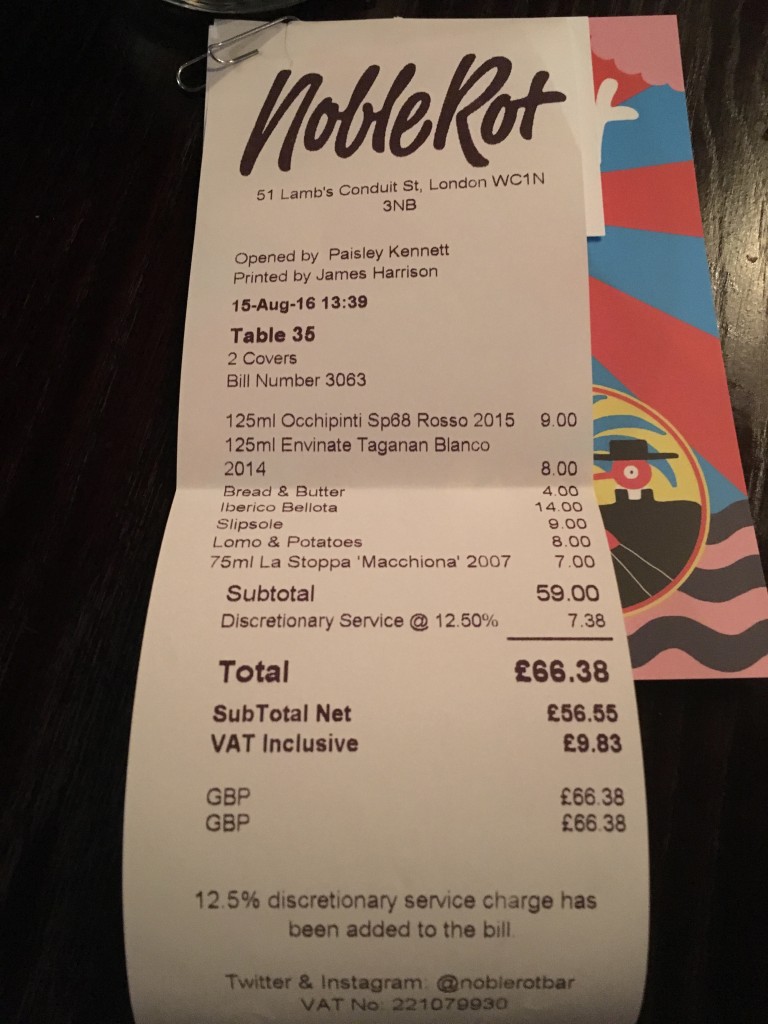 Noble Rot
51 Lamb's Conduit St, London WC1N
3NB
Opened by Paisley Kennett
Printed by James Harrison
15-Aug-16 13:39
Table 35
2 Covers
Bill Number 3063
125ml Occhipinti Sp68 Rosso 2015 9.00
125ml Envinate Taganan Blanco
2014 8.00
Bread & Butter 4.00
Iberico Bellota 14.00
Slipsole 9.00
Lomo & Potatoes 8.00
75ml La Stoppa 'Macchiona' 2007 7.00
Subtotal 59.00
Discretionary Service @ 12.50% 7.38
Total £66.38
SubTotal Net £56.55
VAT Inclusive £9.83
GBP £66.38
GBP £66.38
12.5% discretionary service charge has
been added to the bill.
Twitter & Instagram: @noblerotbar
VAT No: 221079930